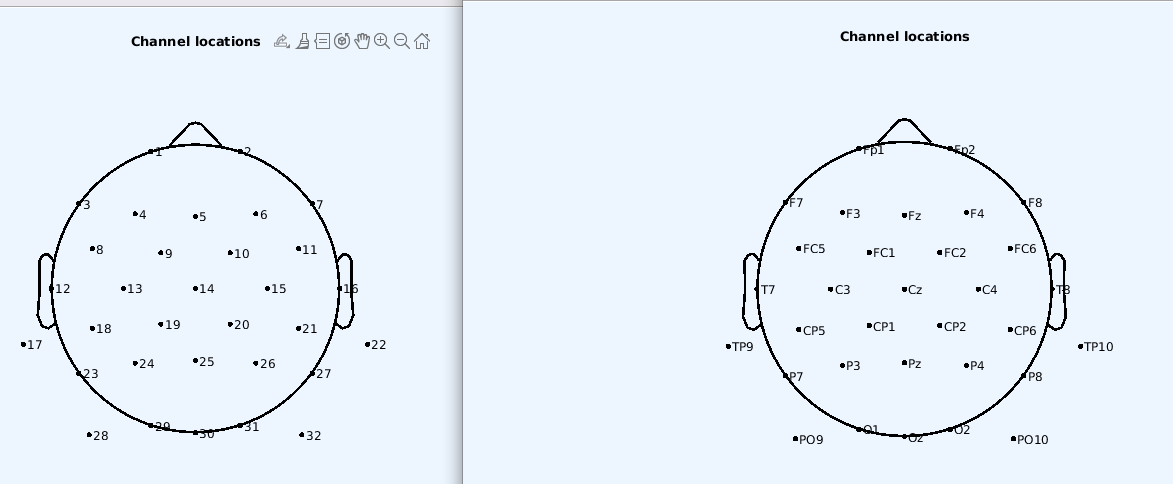 Channel locations
1 2
3 7
4 5 6
8 9 10 11
12 13 14 15 16
18 19 20 21
17 22
23 24 25 26 27
29 30 31
28 32
Channel locations
Fp1 Fp2
F7 F8
F3 Fz F4
FC5 FC1 FC2 FC6
T7 C3 Cz C4 T8
CP5 CP1 CP2 CP6
TP9 TP10
P7 P3 Pz P4 P8
O1 Oz O2
PO9 PO10